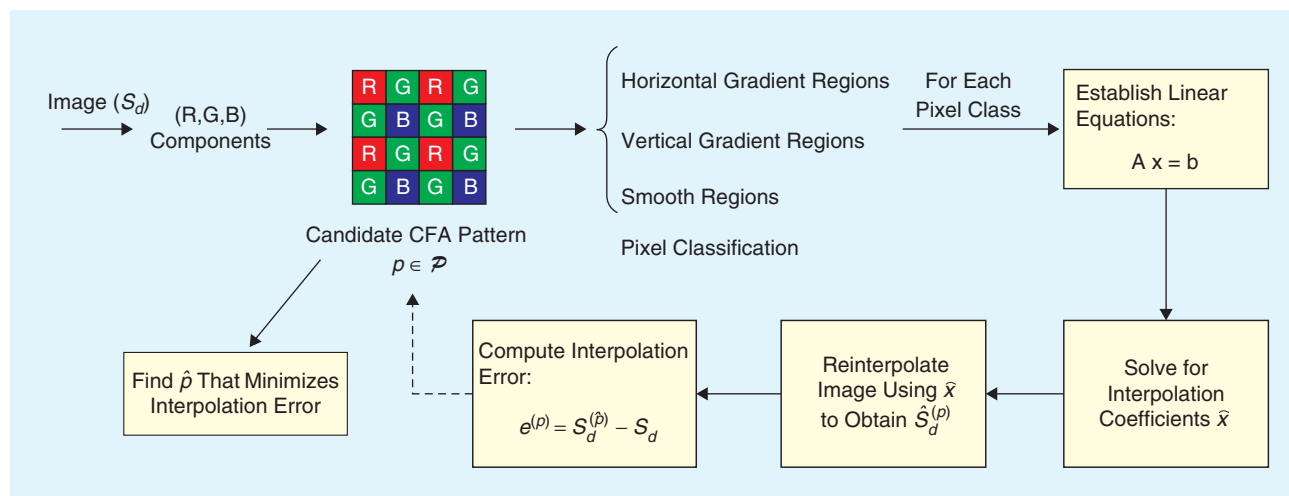 Image (S_d)
(R,G,B)
Components
R G R G
G B G B
R G R G
G B G B
Candidate CFA Pattern
p ∈ 𝒫
Horizontal Gradient Regions
Vertical Gradient Regions
Smooth Regions
Pixel Classification
For Each
Pixel Class
Establish Linear
Equations:
A x = b
Solve for
Interpolation
Coefficients x̂
Reinterpolate
Image Using x̂
to Obtain Ŝ_d^(p)
Compute Interpolation
Error:
e^(p) = S_d^(p̂) – S_d
Find p̂ That Minimizes
Interpolation Error